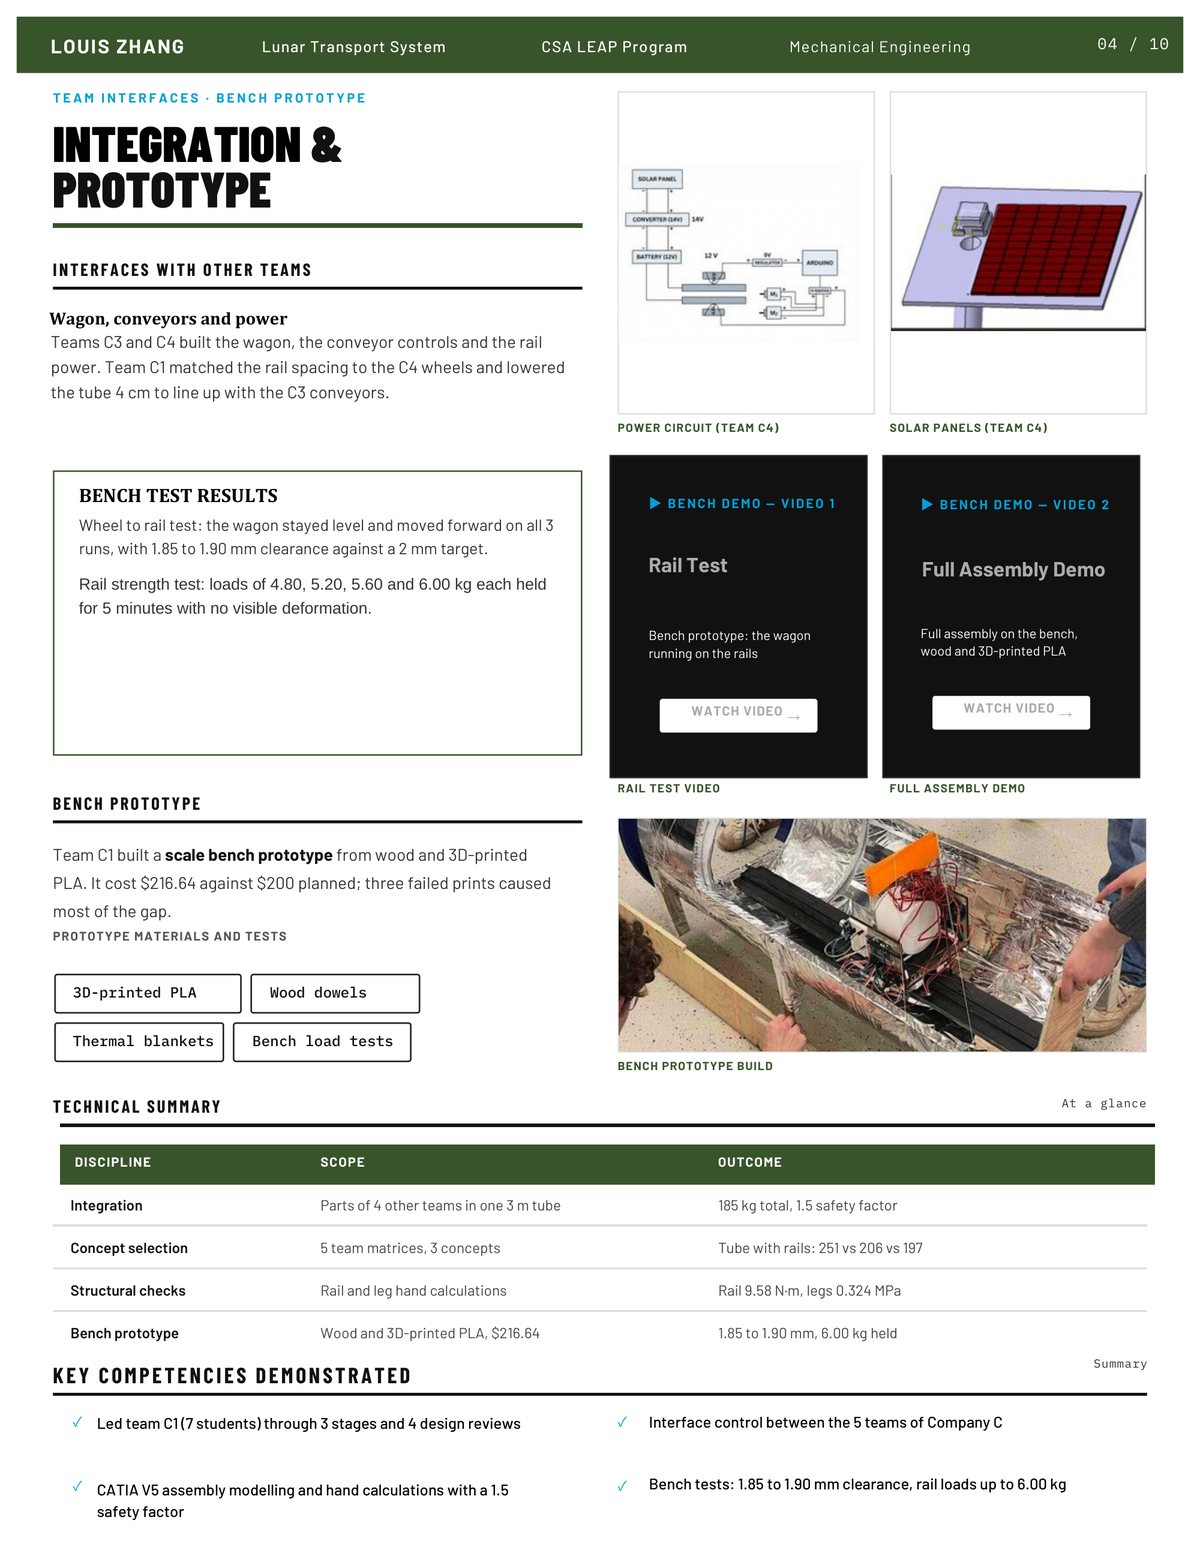 LOUIS ZHANG
Lunar Transport System
CSA LEAP Program
Mechanical Engineering
04 / 10
TEAM INTERFACES · BENCH PROTOTYPE
INTEGRATION &
PROTOTYPE
INTERFACES WITH OTHER TEAMS
Wagon, conveyors and power
Teams C3 and C4 built the wagon, the conveyor controls and the rail
power. Team C1 matched the rail spacing to the C4 wheels and lowered
the tube 4 cm to line up with the C3 conveyors.
BENCH TEST RESULTS
Wheel to rail test: the wagon stayed level and moved forward on all 3
runs, with 1.85 to 1.90 mm clearance against a 2 mm target.
Rail strength test: loads of 4.80, 5.20, 5.60 and 6.00 kg each held
for 5 minutes with no visible deformation.
BENCH PROTOTYPE
Team C1 built a scale bench prototype from wood and 3D-printed
PLA. It cost $216.64 against $200 planned; three failed prints caused
most of the gap.
PROTOTYPE MATERIALS AND TESTS
3D-printed PLA
Wood dowels
Thermal blankets
Bench load tests
SOLAR PANEL
CONVERTER (14V)
14V
BATTERY (12V)
12 V
5V
REGULATOR
ARDUINO
M₁
M₂
POWER CIRCUIT (TEAM C4)
SOLAR PANELS (TEAM C4)
▶ BENCH DEMO – VIDEO 1
Rail Test
Bench prototype: the wagon
running on the rails
WATCH VIDEO →
RAIL TEST VIDEO
▶ BENCH DEMO – VIDEO 2
Full Assembly Demo
Full assembly on the bench,
wood and 3D-printed PLA
WATCH VIDEO →
FULL ASSEMBLY DEMO
BENCH PROTOTYPE BUILD
TECHNICAL SUMMARY
At a glance
DISCIPLINE SCOPE OUTCOME
Integration Parts of 4 other teams in one 3 m tube 185 kg total, 1.5 safety factor
Concept selection 5 team matrices, 3 concepts Tube with rails: 251 vs 206 vs 197
Structural checks Rail and leg hand calculations Rail 9.58 N·m, legs 0.324 MPa
Bench prototype Wood and 3D-printed PLA, $216.64 1.85 to 1.90 mm, 6.00 kg held
KEY COMPETENCIES DEMONSTRATED
Summary
✓ Led team C1 (7 students) through 3 stages and 4 design reviews
✓ Interface control between the 5 teams of Company C
✓ CATIA V5 assembly modelling and hand calculations with a 1.5
safety factor
✓ Bench tests: 1.85 to 1.90 mm clearance, rail loads up to 6.00 kg